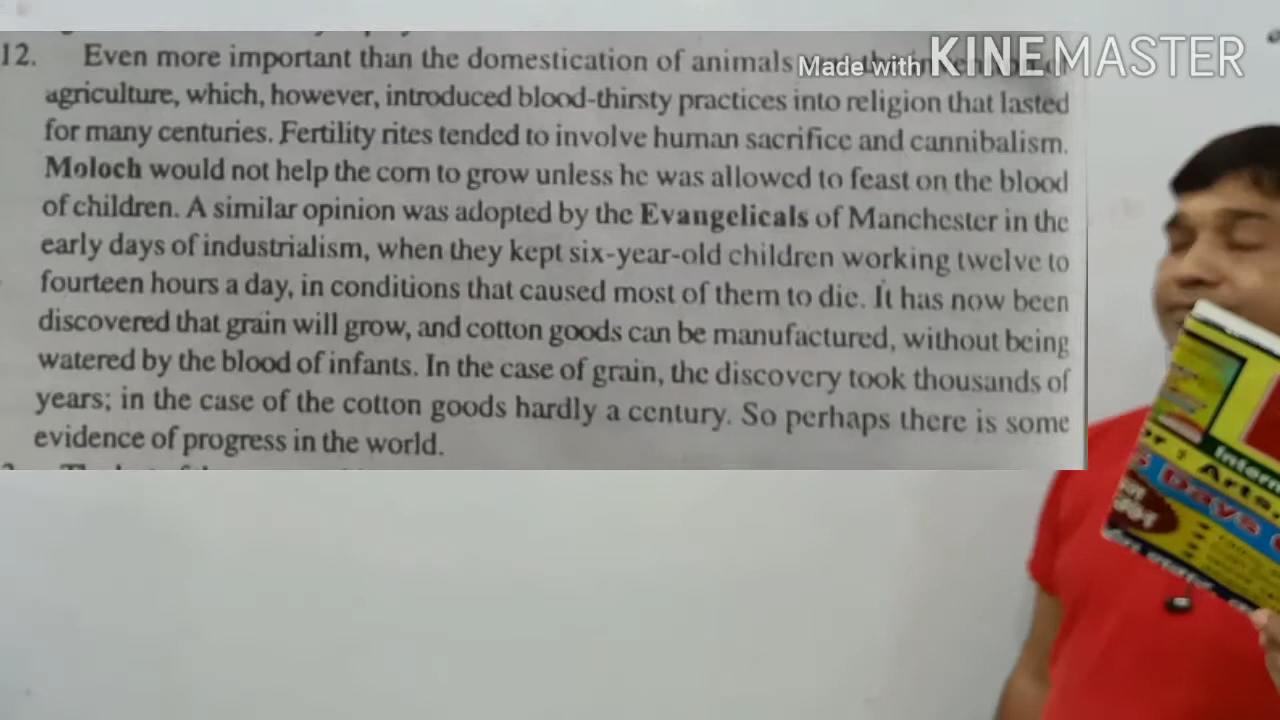 Made with KINEMASTER
12. Even more important than the domestication of animals
agriculture, which, however, introduced blood-thirsty practices into religion that lasted
for many centuries. Fertility rites tended to involve human sacrifice and cannibalism.
Moloch would not help the corn to grow unless he was allowed to feast on the blood
of children. A similar opinion was adopted by the Evangelicals of Manchester in the
early days of industrialism, when they kept six-year-old children working twelve to
fourteen hours a day, in conditions that caused most of them to die. It has now been
discovered that grain will grow, and cotton goods can be manufactured, without being
watered by the blood of infants. In the case of grain, the discovery took thousands of
years; in the case of the cotton goods hardly a century. So perhaps there is some
evidence of progress in the world.
Arts,
Days